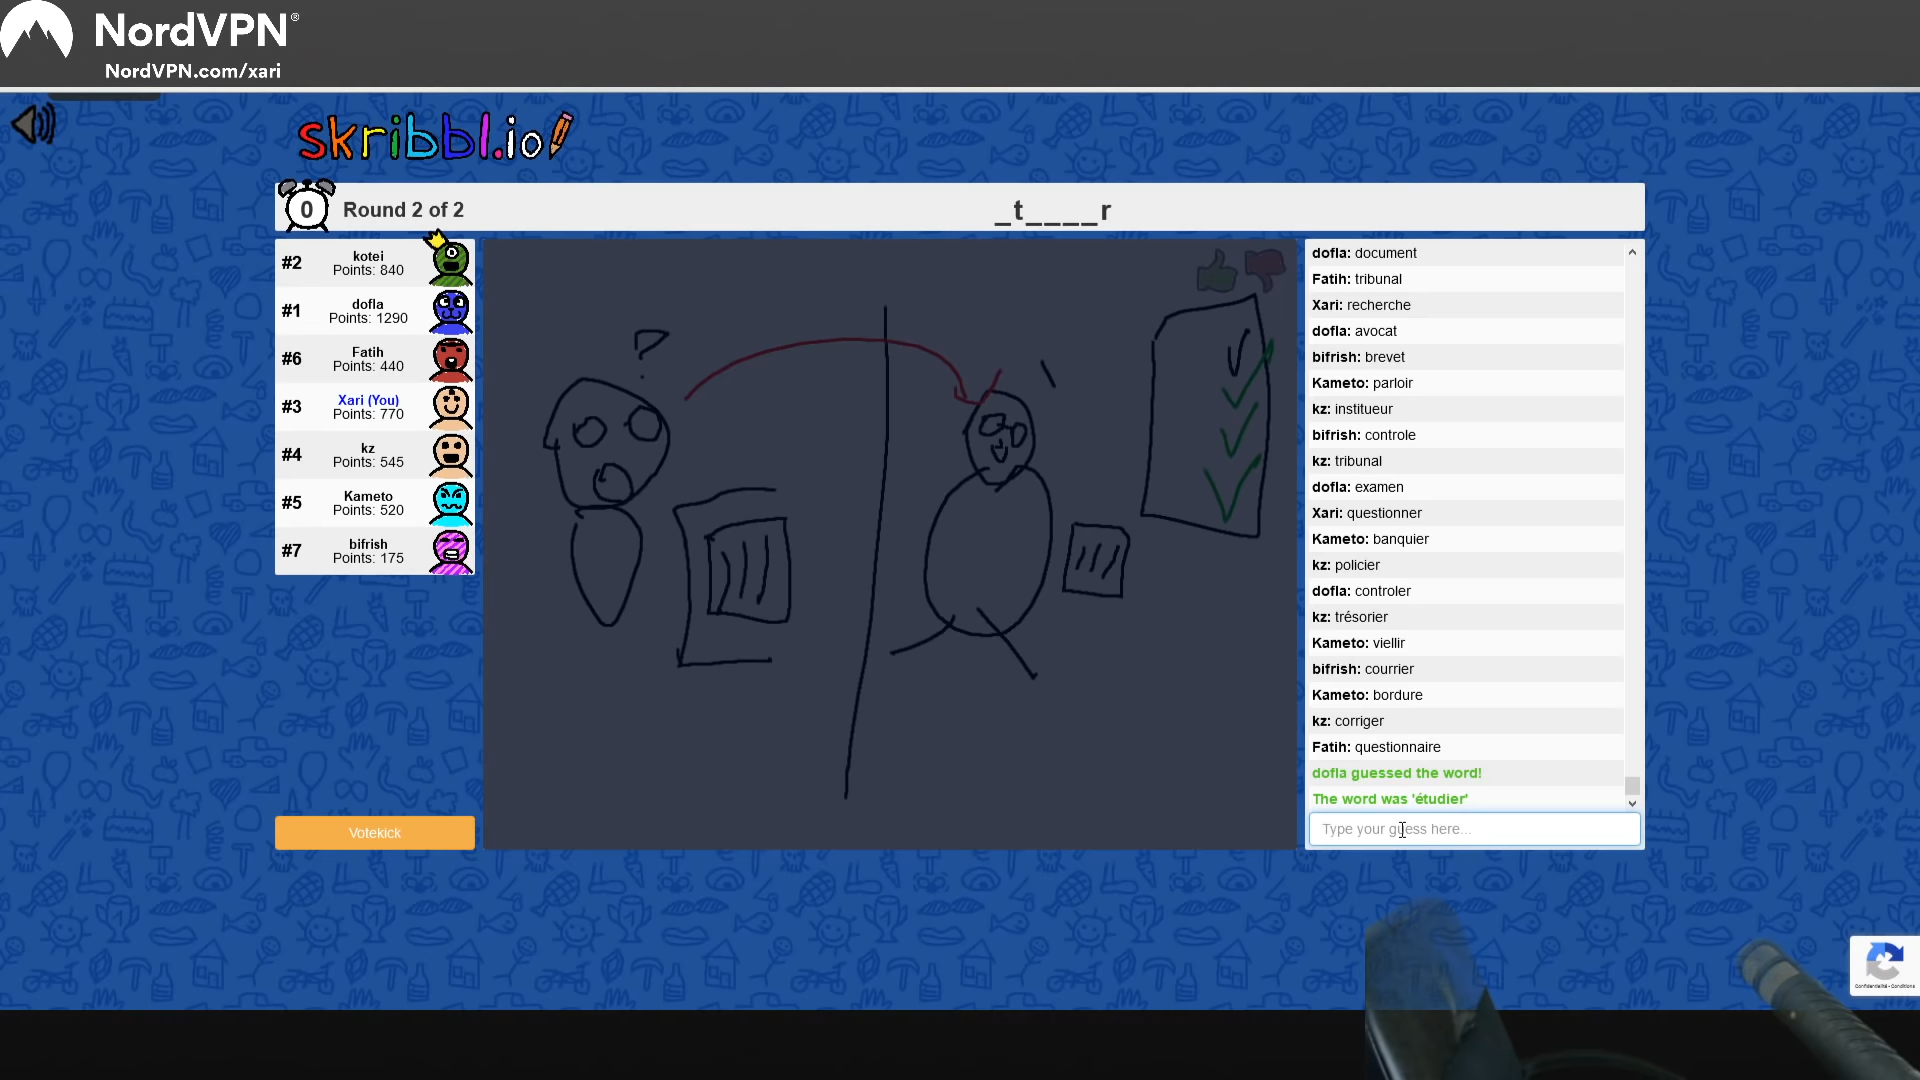 NordVPN®
NordVPN.com/xari
skribbl.io
0
Round 2 of 2
_t____r
#2
kotei
Points: 840
#1
dofla
Points: 1290
#6
Fatih
Points: 440
#3
Xari (You)
Points: 770
#4
kz
Points: 545
#5
Kameto
Points: 520
#7
bifrish
Points: 175
Votekick
?
dofla: document
Fatih: tribunal
Xari: recherche
dofla: avocat
bifrish: brevet
Kameto: parloir
kz: institueur
bifrish: controle
kz: tribunal
dofla: examen
Xari: questionner
Kameto: banquier
kz: policier
dofla: controler
kz: trésorier
Kameto: viellir
bifrish: courrier
Kameto: bordure
kz: corriger
Fatih: questionnaire
dofla guessed the word!
The word was 'étudier'
Type your guess here...
Confidentialité - Conditions